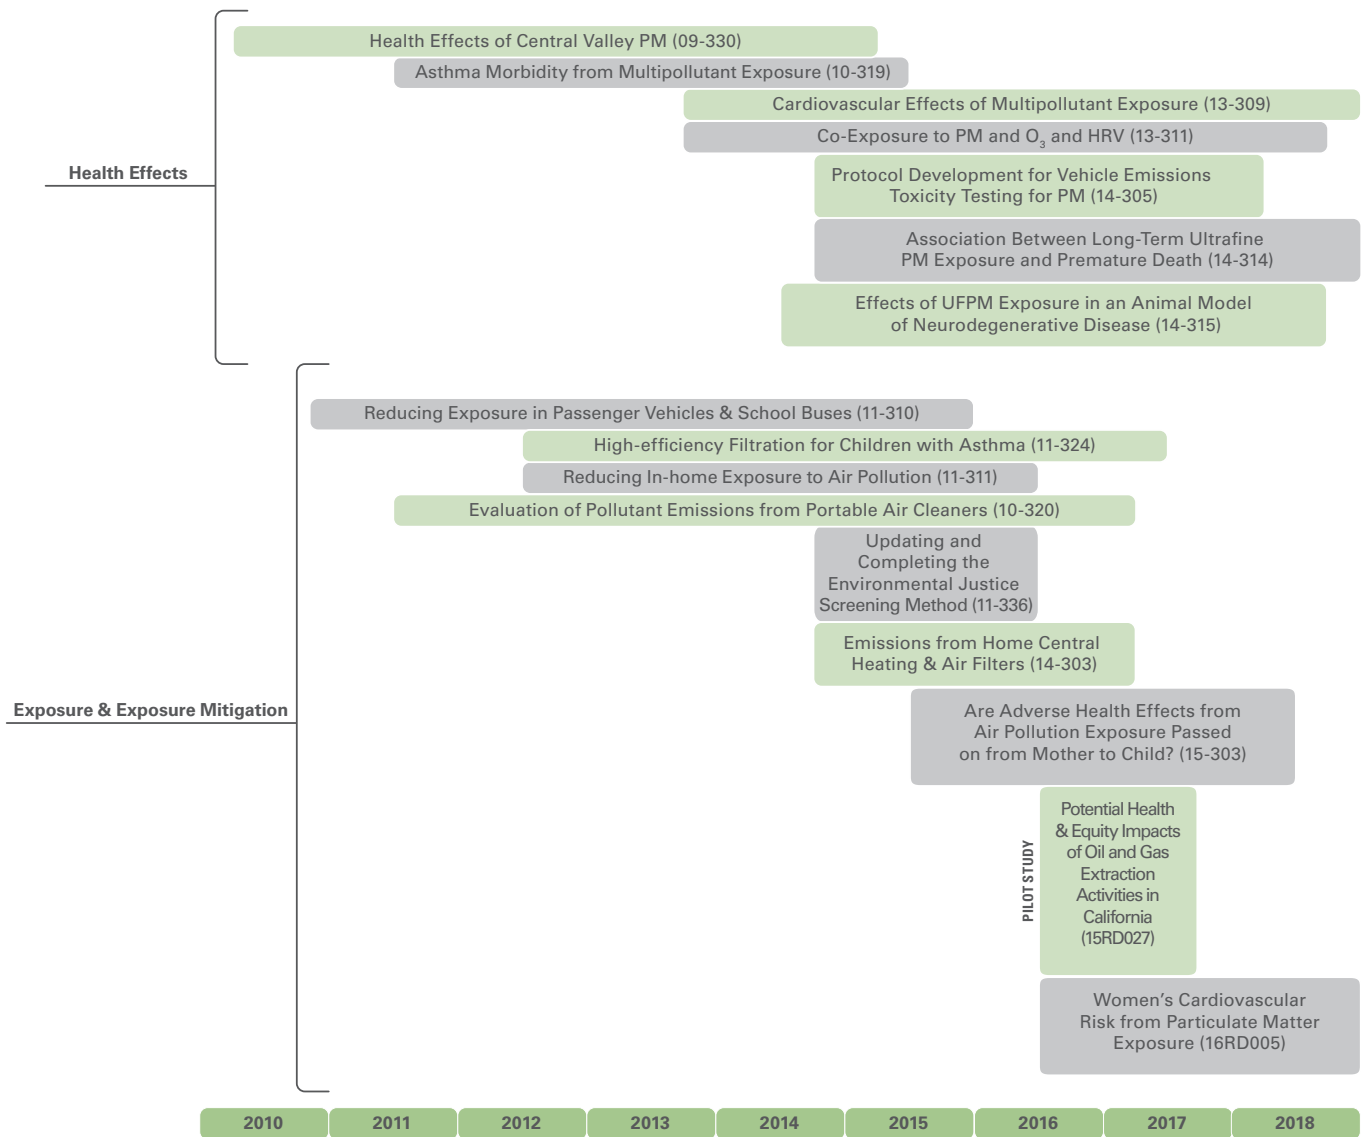 Health Effects of Central Valley PM (09-330)
Asthma Morbidity from Multipollutant Exposure (10-319)
Cardiovascular Effects of Multipollutant Exposure (13-309)
Co-Exposure to PM and O₃ and HRV (13-311)
Health Effects
Protocol Development for Vehicle Emissions
Toxicity Testing for PM (14-305)
Association Between Long-Term Ultrafine
PM Exposure and Premature Death (14-314)
Effects of UFPM Exposure in an Animal Model
of Neurodegenerative Disease (14-315)
Reducing Exposure in Passenger Vehicles & School Buses (11-310)
High-efficiency Filtration for Children with Asthma (11-324)
Reducing In-home Exposure to Air Pollution (11-311)
Evaluation of Pollutant Emissions from Portable Air Cleaners (10-320)
Updating and
Completing the
Environmental Justice
Screening Method (11-336)
Emissions from Home Central
Heating & Air Filters (14-303)
Exposure & Exposure Mitigation
Are Adverse Health Effects from
Air Pollution Exposure Passed
on from Mother to Child? (15-303)
PILOT STUDY
Potential Health
& Equity Impacts
of Oil and Gas
Extraction
Activities in
California
(15RD027)
Women's Cardiovascular
Risk from Particulate Matter
Exposure (16RD005)
2010 2011 2012 2013 2014 2015 2016 2017 2018